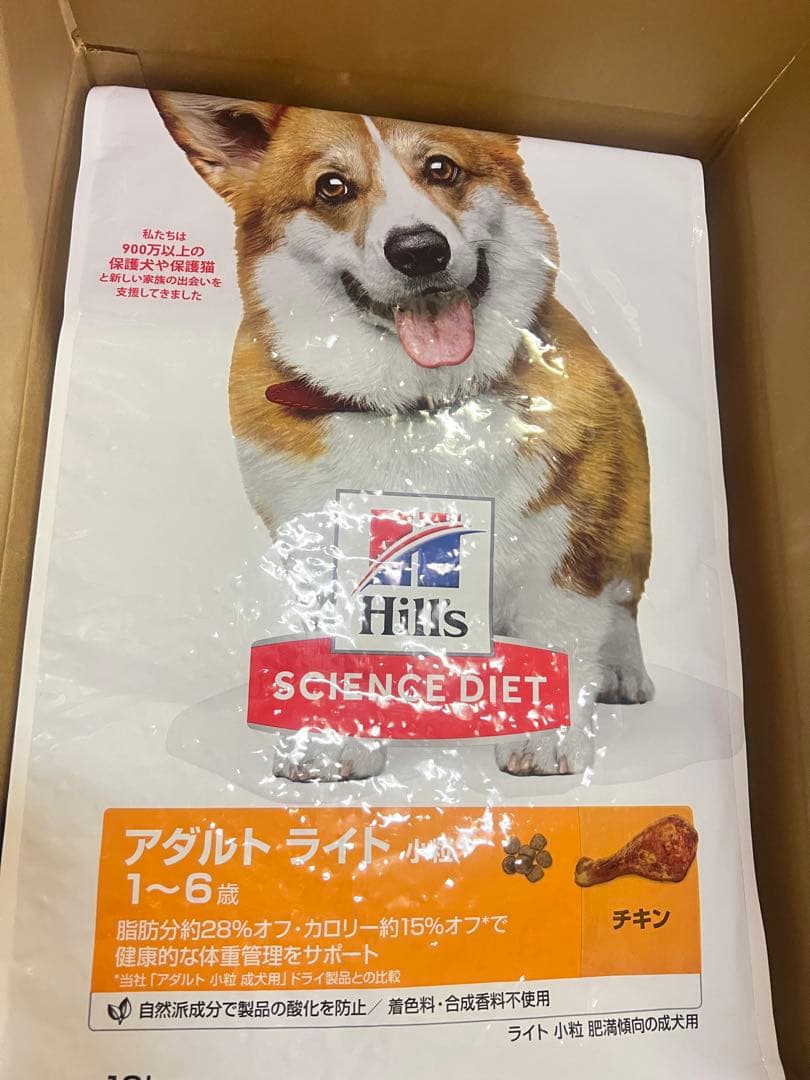 私たちは
900万以上の
保護犬や保護猫
と新しい家族の出会いを
支援してきました
Hill's
SCIENCE DIET
アダルト ライト 小粒
1〜6歳
チキン
脂肪分約28%オフ・カロリー約15%オフ*で
健康的な体重管理をサポート
*当社「アダルト 小粒 成犬用」ドライ製品との比較
自然派成分で製品の酸化を防止／着色料・合成香料不使用
ライト 小粒 肥満傾向の成犬用